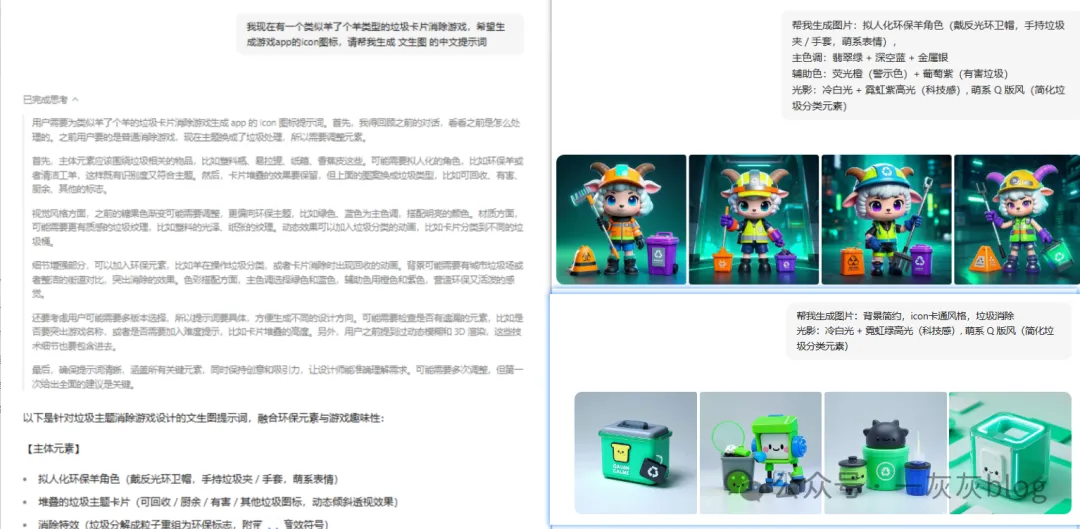 我现在有一个类似羊了个羊类型的垃圾卡片消除游戏，希望生
成游戏app的icon图标，请帮我生成 文生图 的中文提示词
已完成思考
用户需要为类似羊了个羊的垃圾卡片消除游戏生成 app 的 icon 图标提示词。首先，我得回顾之前的对话，看看之前是怎么处
理的。之前用户要的是普通消除游戏，现在主题换成了垃圾处理，所以需要调整元素。
首先，主体元素应该围绕垃圾相关的物品，比如塑料瓶、易拉罐、纸箱、香蕉皮这些。可能需要拟人化的角色，比如环保羊或
者清洁工羊，这样既有识别度又符合主题。然后，卡片堆叠的效果要保留，但上面的图案换成垃圾类型，比如可回收、有害、
厨余、其他的标志。
视觉风格方面，之前的糖果色渐变可能需要调整，更偏向环保主题，比如绿色、蓝色为主色调，搭配明亮的颜色。材质方面，
可能需要更有质感的垃圾纹理，比如塑料的光泽、纸张的纹理。动态效果可以加入垃圾分类的动画，比如卡片分类到不同的垃
圾桶。
细节增强部分，可以加入环保元素，比如羊在操作垃圾分类，或者卡片消除时出现回收的动画。背景可能需要有城市垃圾场或
者整洁的街道对比，突出消除的效果。色彩搭配方面，主色调选择绿色和蓝色，辅助色用橙色和紫色，营造环保又活泼的感
觉。
还要考虑用户可能需要多版本选择，所以提示词要具体，方便生成不同的设计方向。可能需要检查是否有遗漏的元素，比如是
否要突出游戏名称，或者是否需要加入难度提示，比如卡片堆叠的高度。另外，用户之前提到过动态模糊和 3D 渲染，这些技
术细节也要包含进去。
最后，确保提示词清晰，涵盖所有关键元素，同时保持创意和吸引力，让设计师能准确理解需求。可能需要多次调整，但第一
次给出全面的建议是关键。
以下是针对垃圾主题消除游戏设计的文生图提示词，融合环保元素与游戏趣味性：
【主体元素】
• 拟人化环保羊角色（戴反光环卫帽，手持垃圾夹 / 手套，萌系表情）
• 堆叠的垃圾主题卡片（可回收 / 厨余 / 有害 / 其他垃圾图标，动态倾斜透视效果）
• 消除特效（垃圾分解成粒子重组为环保标志，附带
帮我生成图片：拟人化环保羊角色（戴反光环卫帽，手持垃圾
夹 / 手套，萌系表情），
主色调：翡翠绿 + 深空蓝 + 金属银
辅助色：荧光橙（警示色）+ 葡萄紫（有害垃圾）
光影：冷白光 + 霓虹紫高光（科技感）, 萌系 Q 版风（简化垃
圾分类元素）
帮我生成图片：背景简约，icon卡通风格，垃圾消除
光影：冷白光 + 霓虹绿高光（科技感）, 萌系 Q 版风（简化垃
圾分类元素）
公众号 · 一灰灰blog